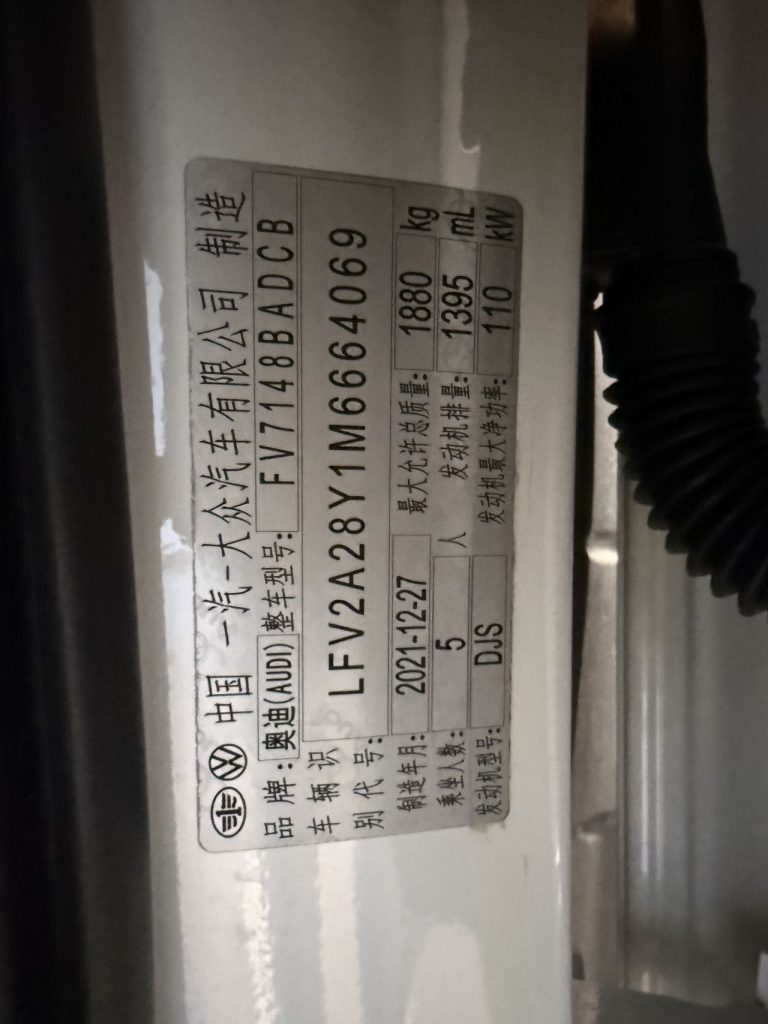 中国 一汽-大众汽车有限公司 制造
品牌: 奥迪(AUDI) 整车型号: FV7148BADCB
车辆识别代号: LFV2A28Y1M6664069
制造年月: 2021-12-27 最大允许总质量: 1880 kg
乘坐人数: 5 人 发动机排量: 1395 mL
发动机型号: DJS 发动机最大净功率: 110 kW